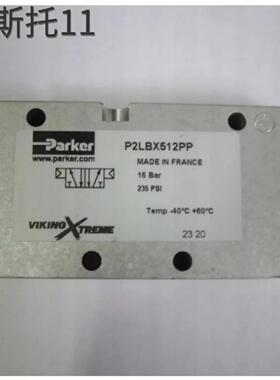 斯托11
Parker
www.parker.com
P2LBX512PP
MADE IN FRANCE
16 Bar
235 PSI
Temp -40°C +60°C
VIKING XTREME
23 20